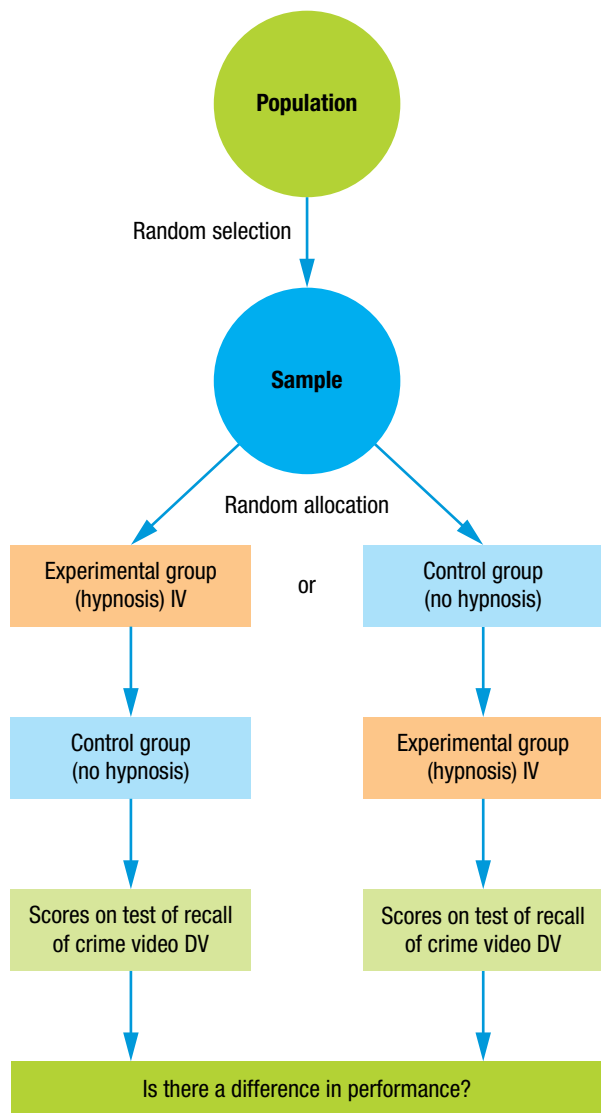 Population
Random selection
Sample
Random allocation
Experimental group
(hypnosis) IV
or
Control group
(no hypnosis)
Control group
(no hypnosis)
Experimental group
(hypnosis) IV
Scores on test of recall
of crime video DV
Scores on test of recall
of crime video DV
Is there a difference in performance?